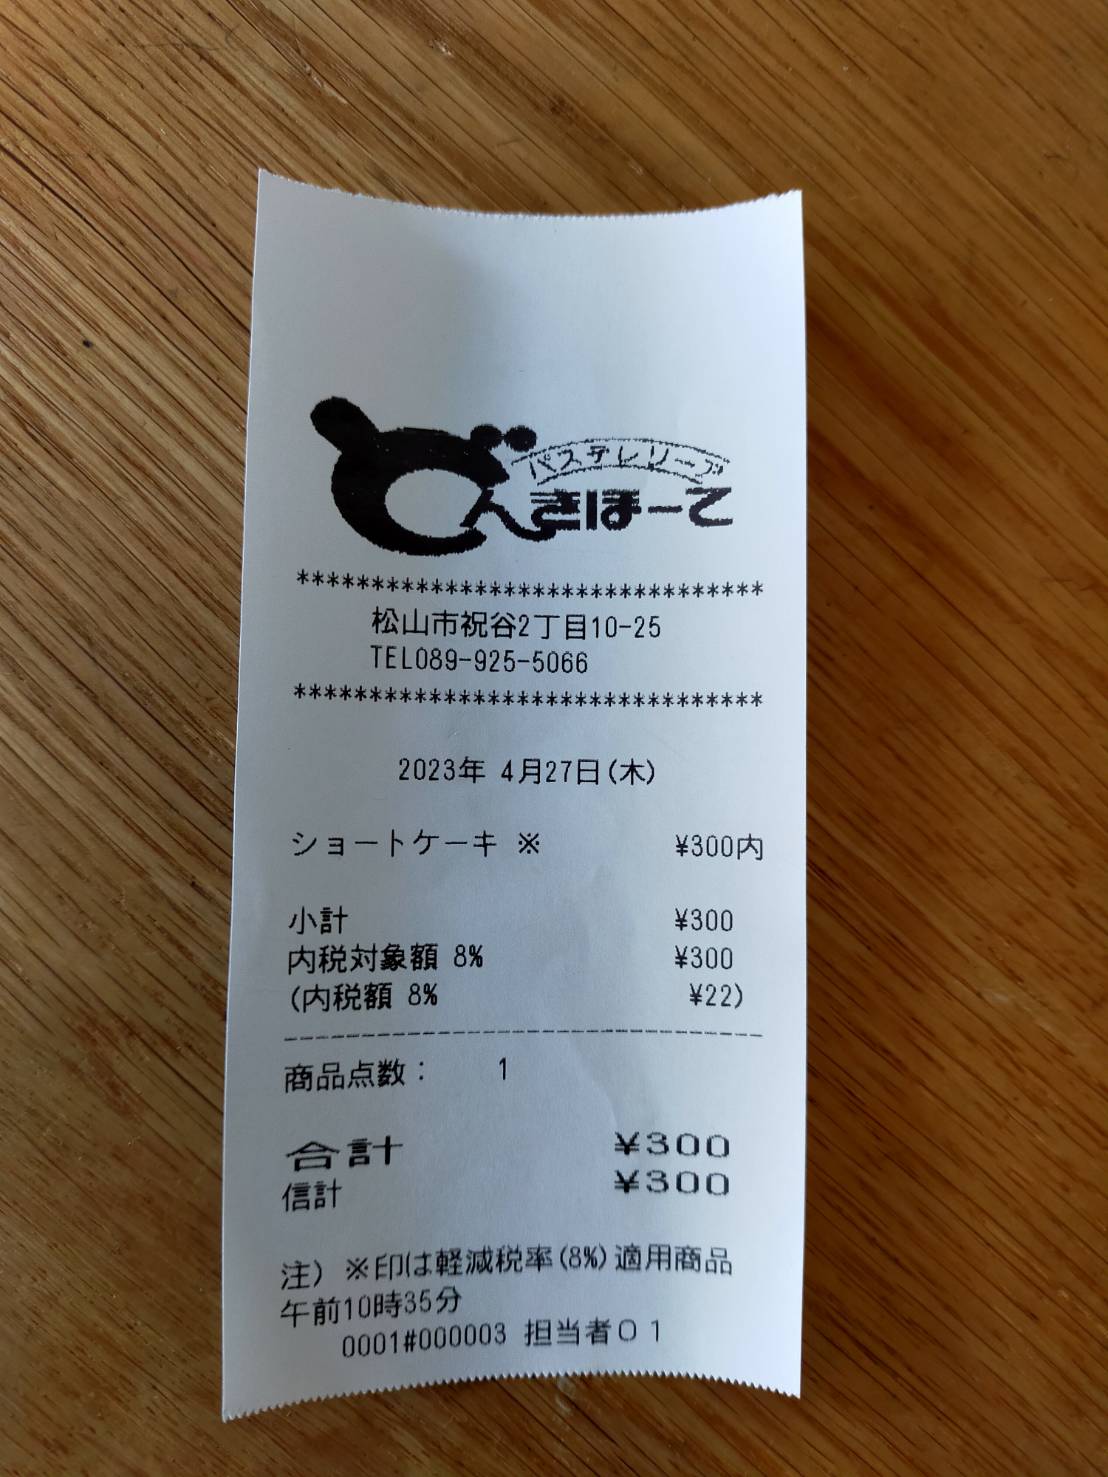 パステレリーア
どんきほーて
*******************************
松山市祝谷2丁目10-25
TEL089-925-5066
*******************************
2023年 4月27日(木)
ショートケーキ ※ ¥300内
小計 ¥300
内税対象額 8% ¥300
(内税額 8% ¥22)
商品点数: 1
合計 ¥300
信計 ¥300
注) ※印は軽減税率(8%)適用商品
午前10時35分
0001#000003 担当者01